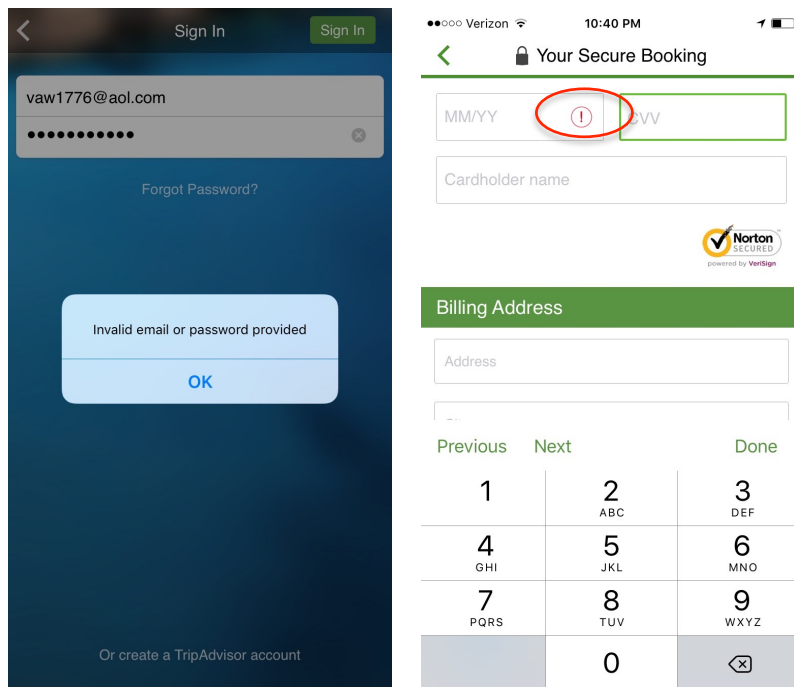 Sign In
Sign In
vaw1776@aol.com
•••••••••••
Forgot Password?
Invalid email or password provided
OK
Or create a TripAdvisor account
Verizon
10:40 PM
Your Secure Booking
MM/YY
!
CVV
Cardholder name
Norton
SECURED
powered by VeriSign
Billing Address
Address
Previous
Next
Done
1
2
ABC
3
DEF
4
GHI
5
JKL
6
MNO
7
PQRS
8
TUV
9
WXYZ
0